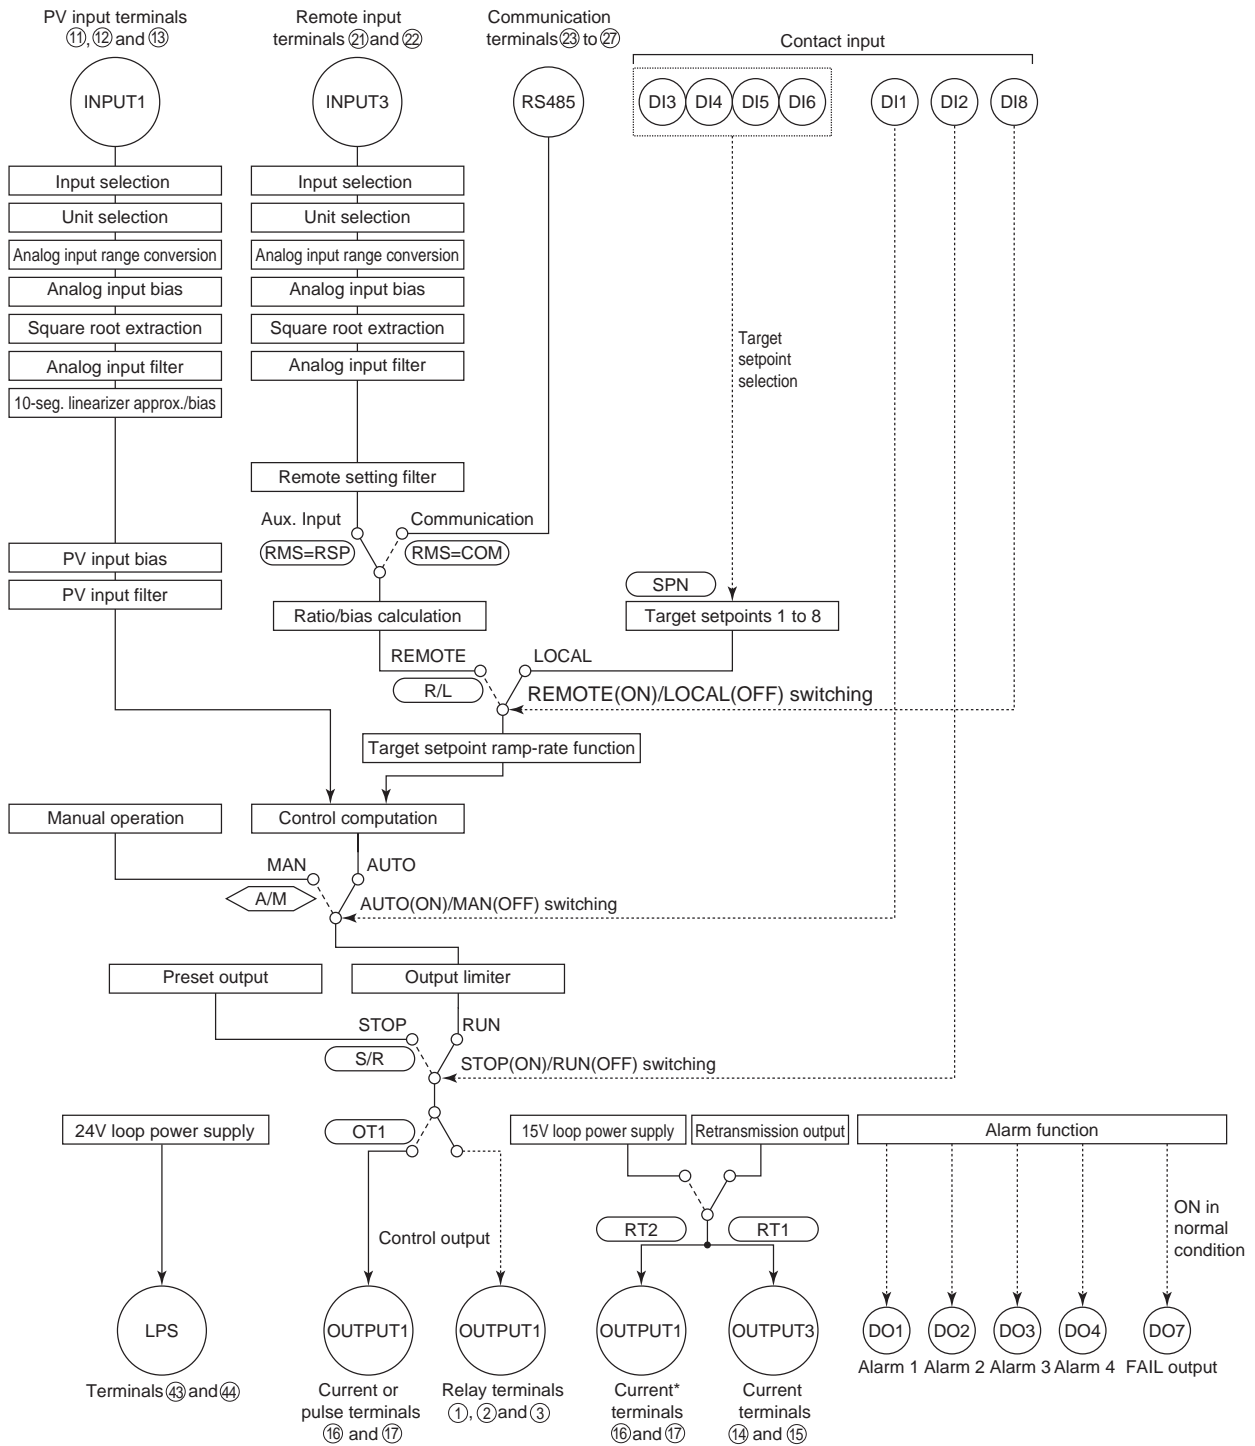 PV input terminals
⑪, ⑫ and ⑬
Remote input
terminals ㉑ and ㉒
Communication
terminals ㉓ to ㉗
Contact input
INPUT1
INPUT3
RS485
DI3
DI4
DI5
DI6
DI1
DI2
DI8
Input selection
Input selection
Unit selection
Unit selection
Analog input range conversion
Analog input range conversion
Analog input bias
Analog input bias
Square root extraction
Square root extraction
Analog input filter
Analog input filter
10-seg. linearizer approx./bias
Target
setpoint
selection
Remote setting filter
Aux. Input
Communication
RMS=RSP
RMS=COM
PV input bias
PV input filter
SPN
Ratio/bias calculation
Target setpoints 1 to 8
REMOTE
LOCAL
R/L
REMOTE(ON)/LOCAL(OFF) switching
Target setpoint ramp-rate function
Manual operation
Control computation
MAN
AUTO
A/M
AUTO(ON)/MAN(OFF) switching
Preset output
Output limiter
STOP
RUN
S/R
STOP(ON)/RUN(OFF) switching
24V loop power supply
OT1
15V loop power supply
Retransmission output
Alarm function
Control output
RT2
RT1
ON in
normal
condition
LPS
OUTPUT1
OUTPUT1
OUTPUT1
OUTPUT3
DO1
DO2
DO3
DO4
DO7
Alarm 1
Alarm 2
Alarm 3
Alarm 4
FAIL output
Terminals ㊸ and ㊹
Current or
pulse terminals
⑯ and ⑰
Relay terminals
①, ② and ③
Current*
terminals
⑯ and ⑰
Current
terminals
⑭ and ⑮